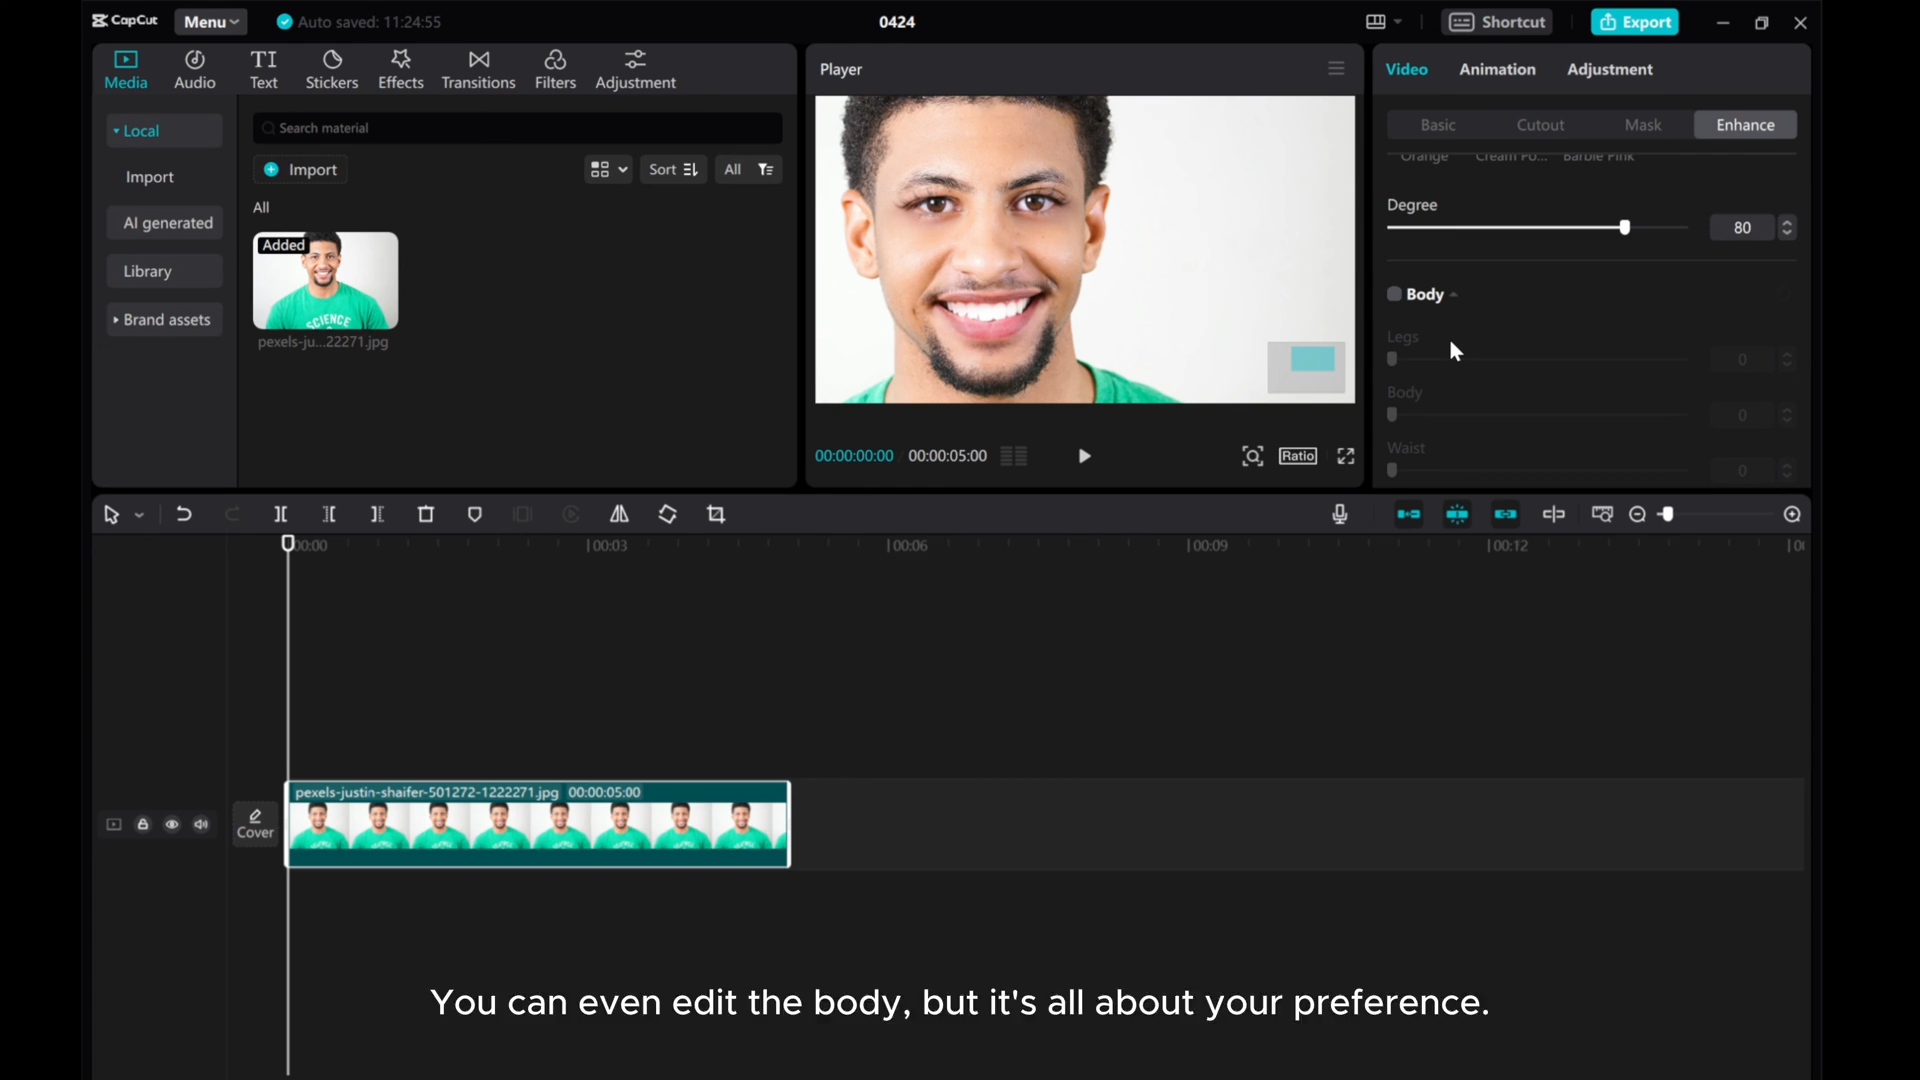 CapCut
Menu
Auto saved: 11:24:55
0424
Shortcut
Export
Media
Audio
TI
Text
Stickers
Effects
Transitions
Filters
Adjustment
Local
Import
AI generated
Library
Brand assets
Search material
Import
Sort
All
All
Added
SCIENCE
pexels-ju...22271.jpg
Player
00:00:00:00
00:00:05:00
Ratio
Video
Animation
Adjustment
Basic
Cutout
Mask
Enhance
Orange
Cream Po...
Barbie Pink
Degree
80
Body
Legs
0
Body
0
Waist
0
00:00
00:03
00:06
00:09
00:12
Cover
pexels-justin-shaifer-501272-1222271.jpg 00:00:05:00
You can even edit the body, but it's all about your preference.